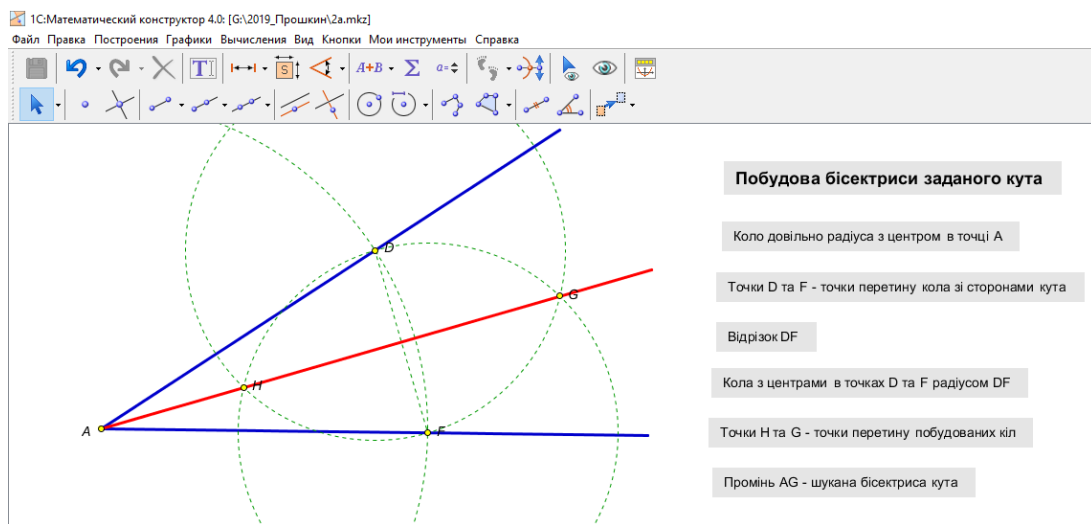 1С:Математический конструктор 4.0: [G:\2019_Прошкин\2a.mkz]
Файл Правка Построения Графики Вычисления Вид Кнопки Мои инструменты Справка
T
S
A+B
Σ
a=
Побудова бісектриси заданого кута
Коло довільно радіуса з центром в точці А
D
Точки D та F - точки перетину кола зі сторонами кута
G
Відрізок DF
H
Кола з центрами в точках D та F радіусом DF
A
F
Точки Н та G - точки перетину побудованих кіл
Промінь AG - шукана бісектриса кута